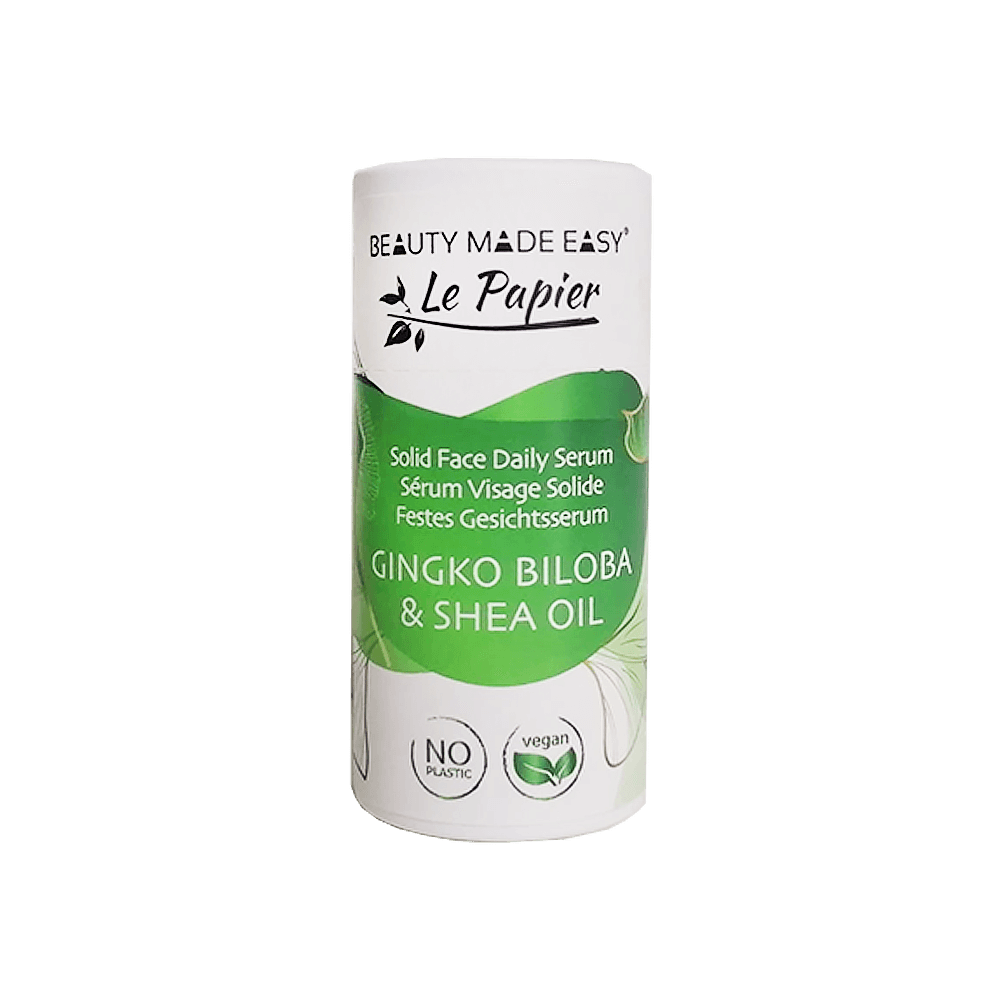 BEAUTY MADE EASY®
Le Papier
Solid Face Daily Serum
Sérum Visage Solide
Festes Gesichtsserum
GINGKO BILOBA
& SHEA OIL
NO
PLASTIC
vegan